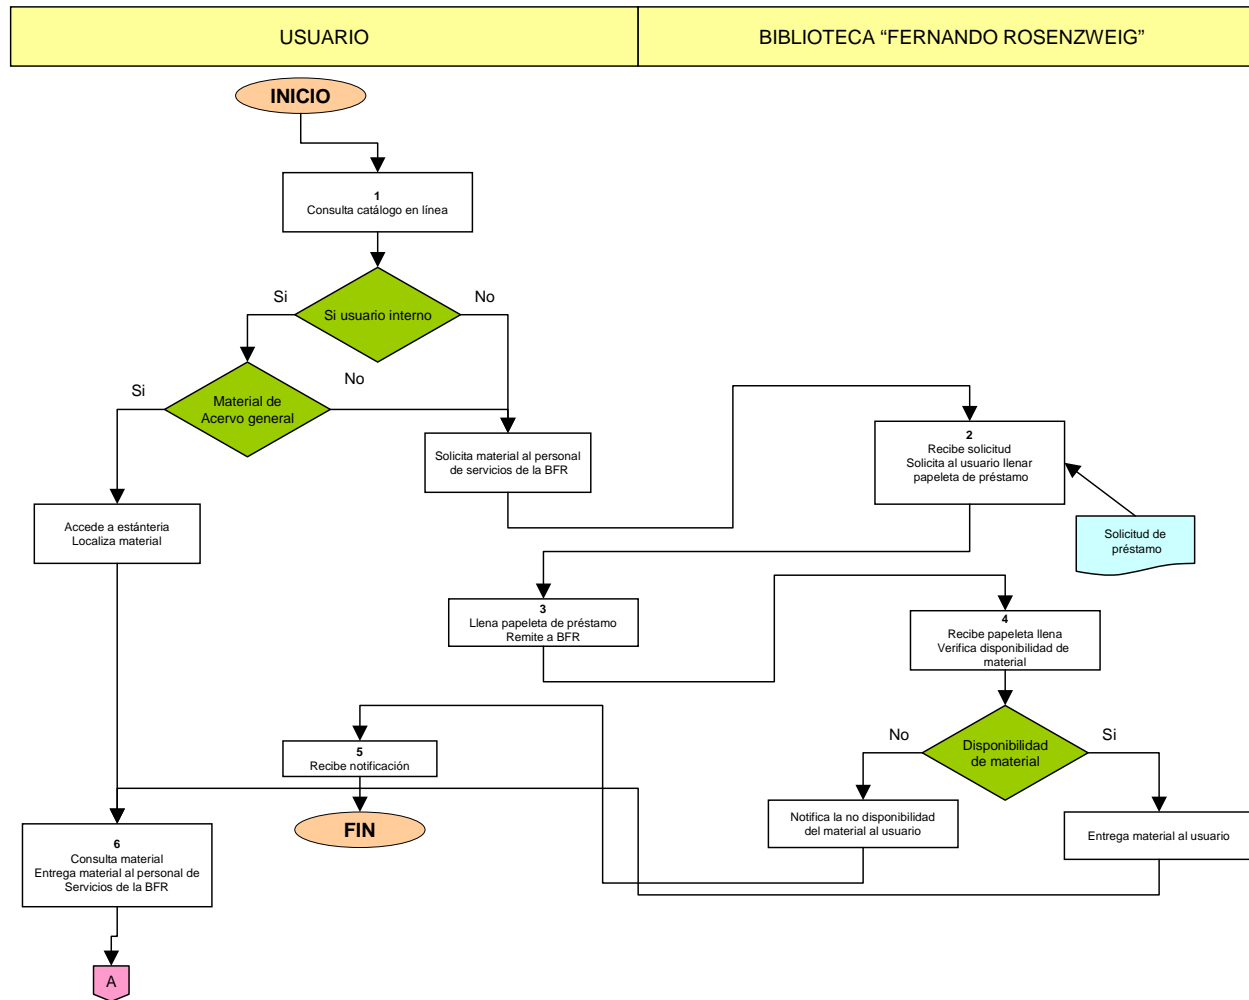 USUARIO
BIBLIOTECA “FERNANDO ROSENZWEIG”
INICIO
1
Consulta catálogo en línea
Si usuario interno
Si
No
Material de
Acervo general
Si
No
Solicita material al personal
de servicios de la BFR
2
Recibe solicitud
Solicita al usuario llenar
papeleta de préstamo
Solicitud de
préstamo
Accede a estánteria
Localiza material
3
Llena papeleta de préstamo
Remite a BFR
4
Recibe papeleta llena
Verifica disponibilidad de
material
Disponibilidad
de material
No
Si
5
Recibe notificación
FIN
Notifica la no disponibilidad
del material al usuario
Entrega material al usuario
6
Consulta material
Entrega material al personal de
Servicios de la BFR
A